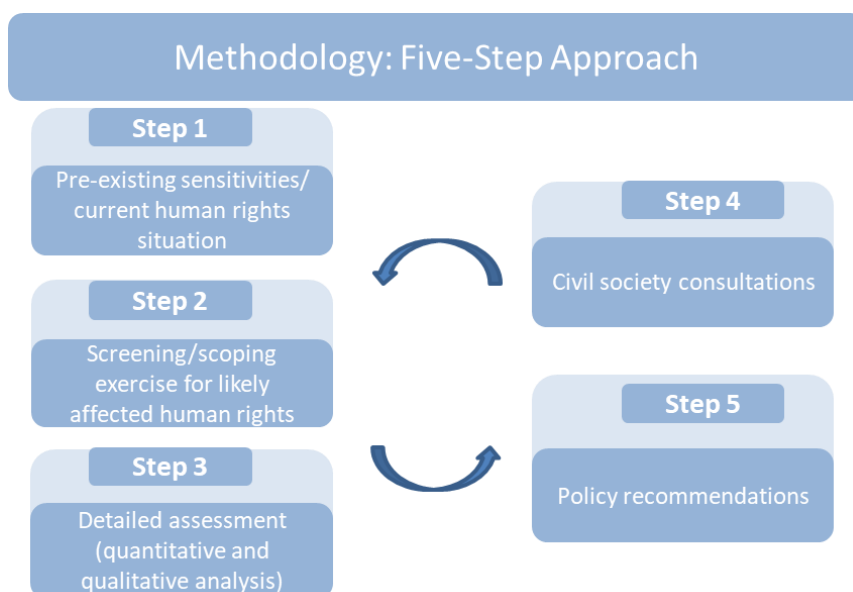 Methodology: Five-Step Approach
Step 1
Pre-existing sensitivities/
current human rights
situation
Step 2
Screening/scoping
exercise for likely
affected human rights
Step 3
Detailed assessment
(quantitative and
qualitative analysis)
Step 4
Civil society consultations
Step 5
Policy recommendations